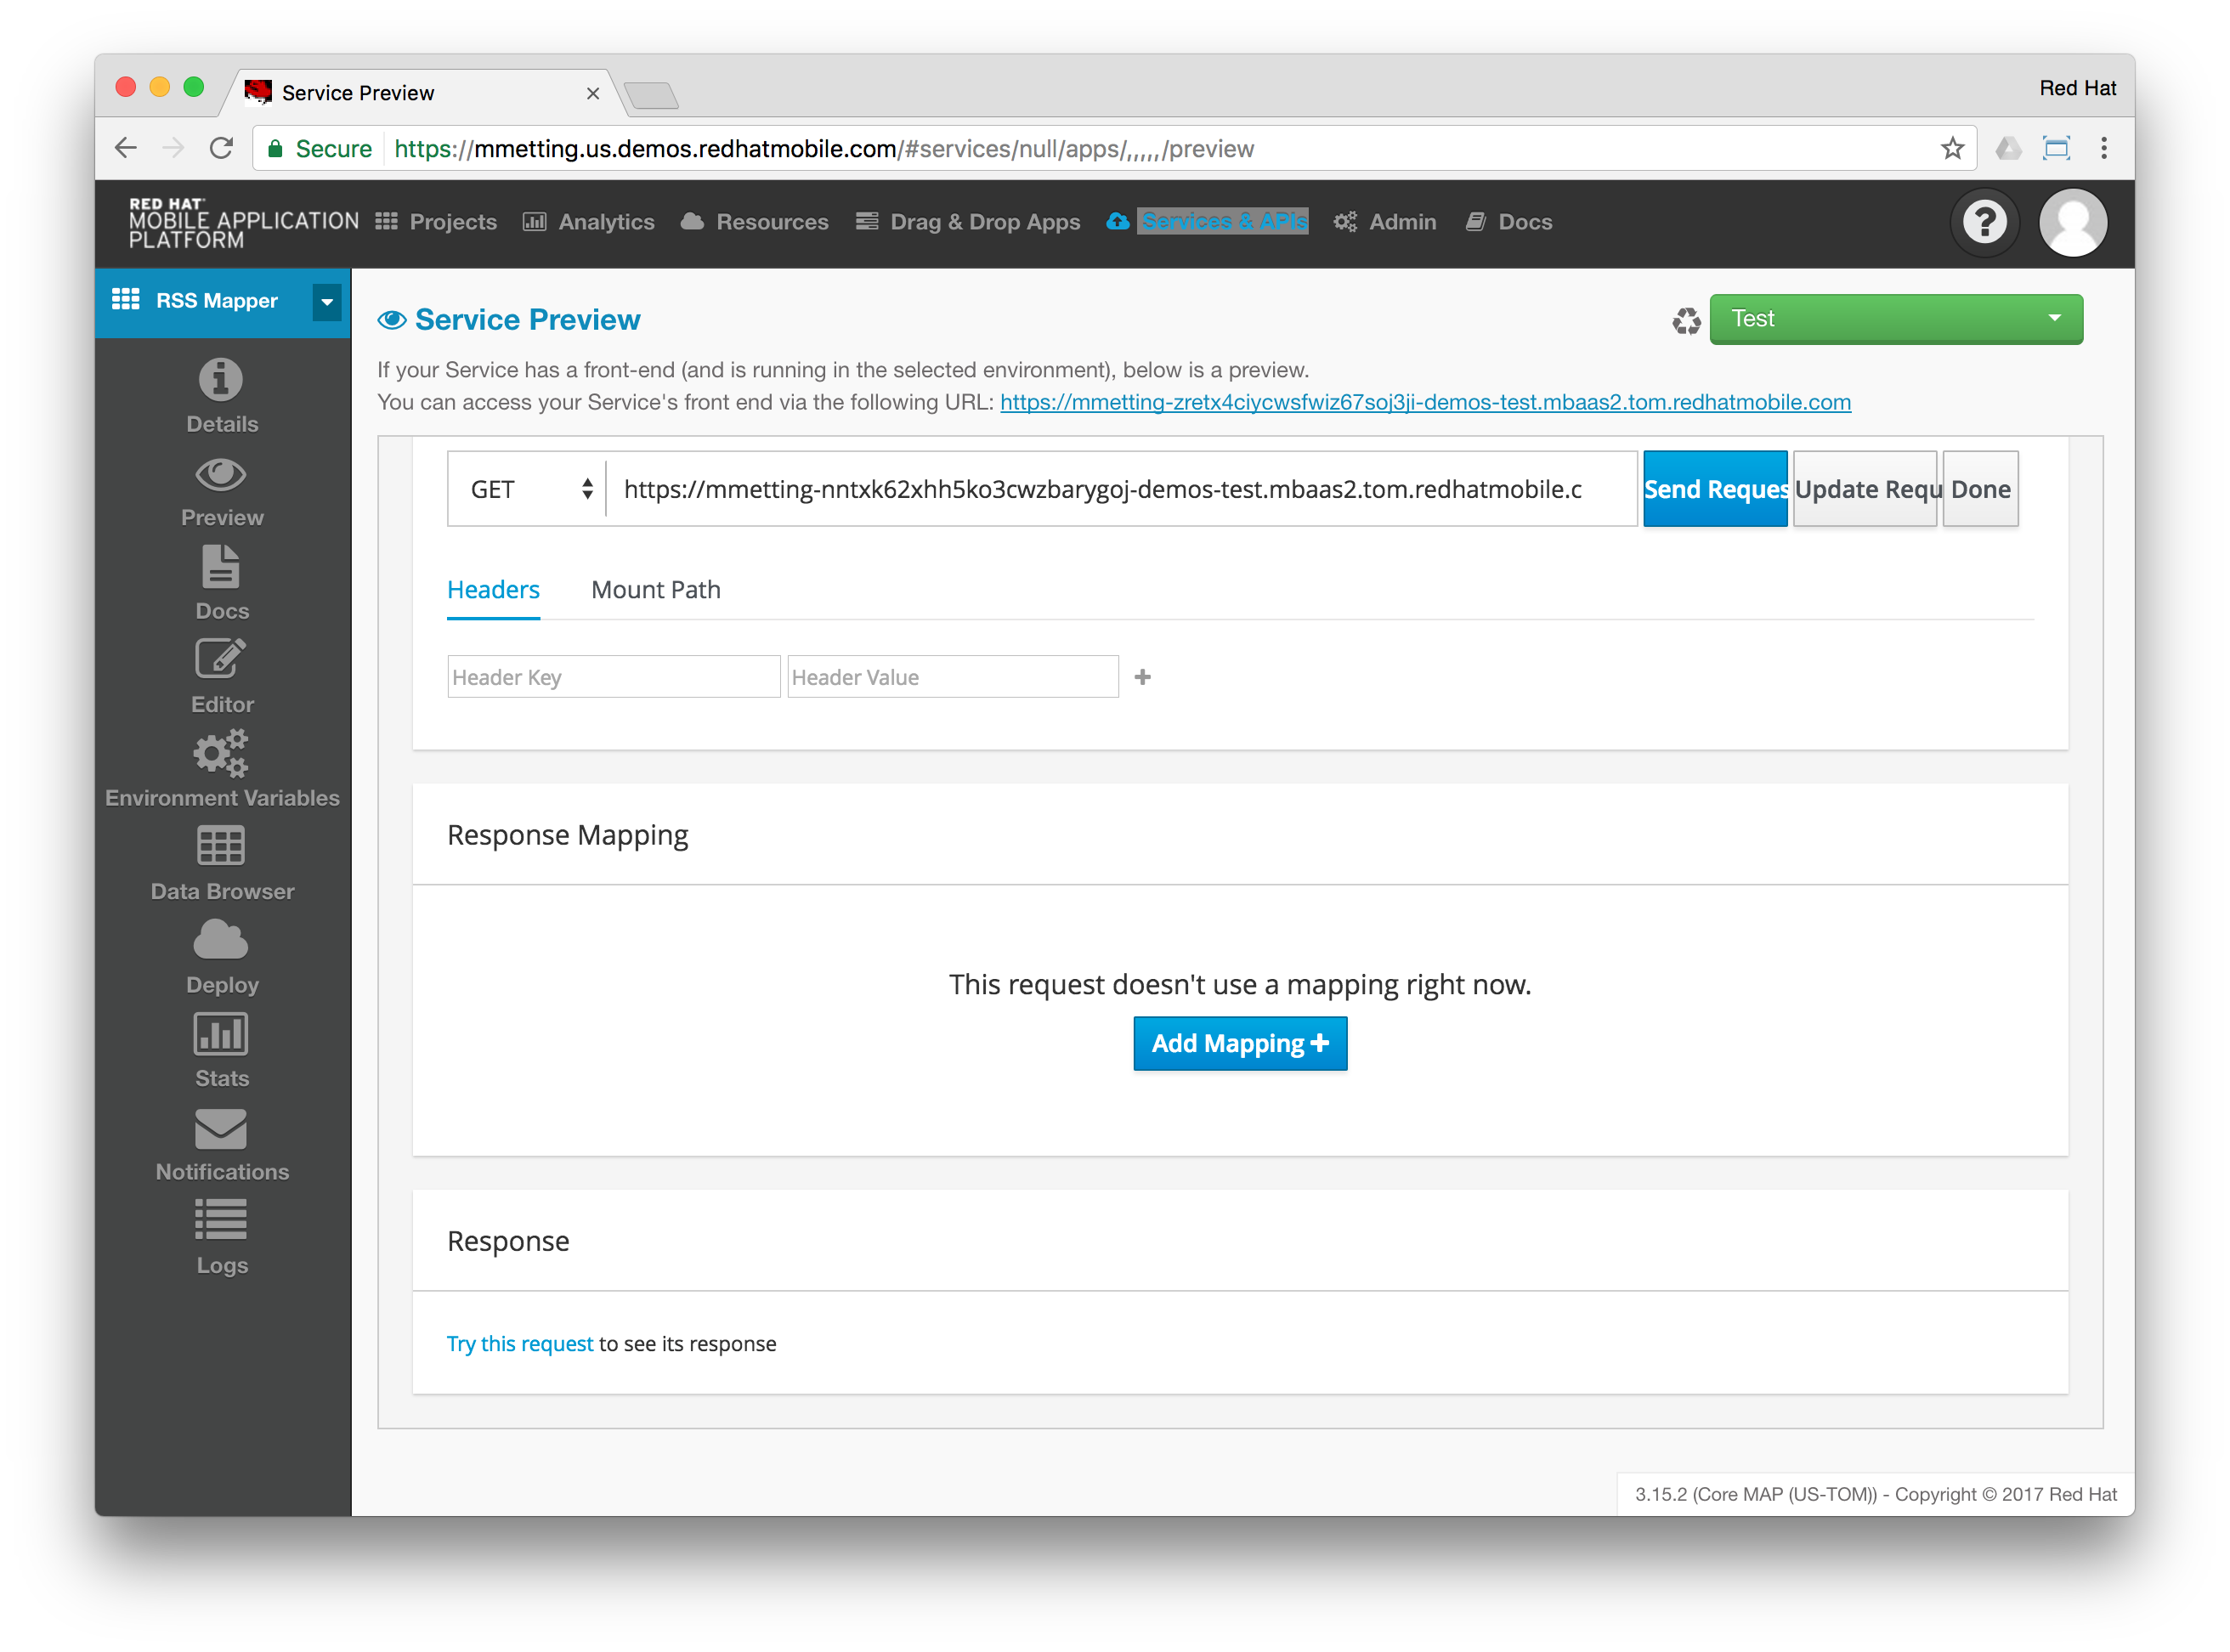 Service Preview
Red Hat
Secure https://mmetting.us.demos.redhatmobile.com/#services/null/apps/,,,,,/preview
RED HAT
MOBILE APPLICATION
PLATFORM
Projects Analytics Resources Drag & Drop Apps Services & APIs Admin Docs
RSS Mapper
Details
Preview
Docs
Editor
Environment Variables
Data Browser
Deploy
Stats
Notifications
Logs
Service Preview
Test
If your Service has a front-end (and is running in the selected environment), below is a preview.
You can access your Service's front end via the following URL: https://mmetting-zretx4ciycwsfwiz67soj3ji-demos-test.mbaas2.tom.redhatmobile.com
GET https://mmetting-nntxk62xhh5ko3cwzbarygoj-demos-test.mbaas2.tom.redhatmobile.c Send Reques Update Requ Done
Headers Mount Path
Header Key Header Value
Response Mapping
This request doesn't use a mapping right now.
Add Mapping
Response
Try this request to see its response
3.15.2 (Core MAP (US-TOM)) - Copyright © 2017 Red Hat